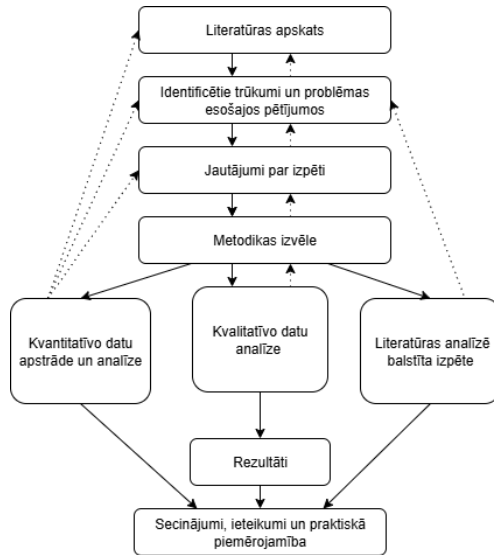 Literatūras apskats
Identificētie trūkumi un problēmas
esošajos pētījumos
Jautājumi par izpēti
Metodikas izvēle
Kvantitatīvo datu
apstrāde un analīze
Kvalitatīvo datu
analīze
Literatūras analīzē
balstīta izpēte
Rezultāti
Secinājumi, ieteikumi un praktiskā
piemērojamība